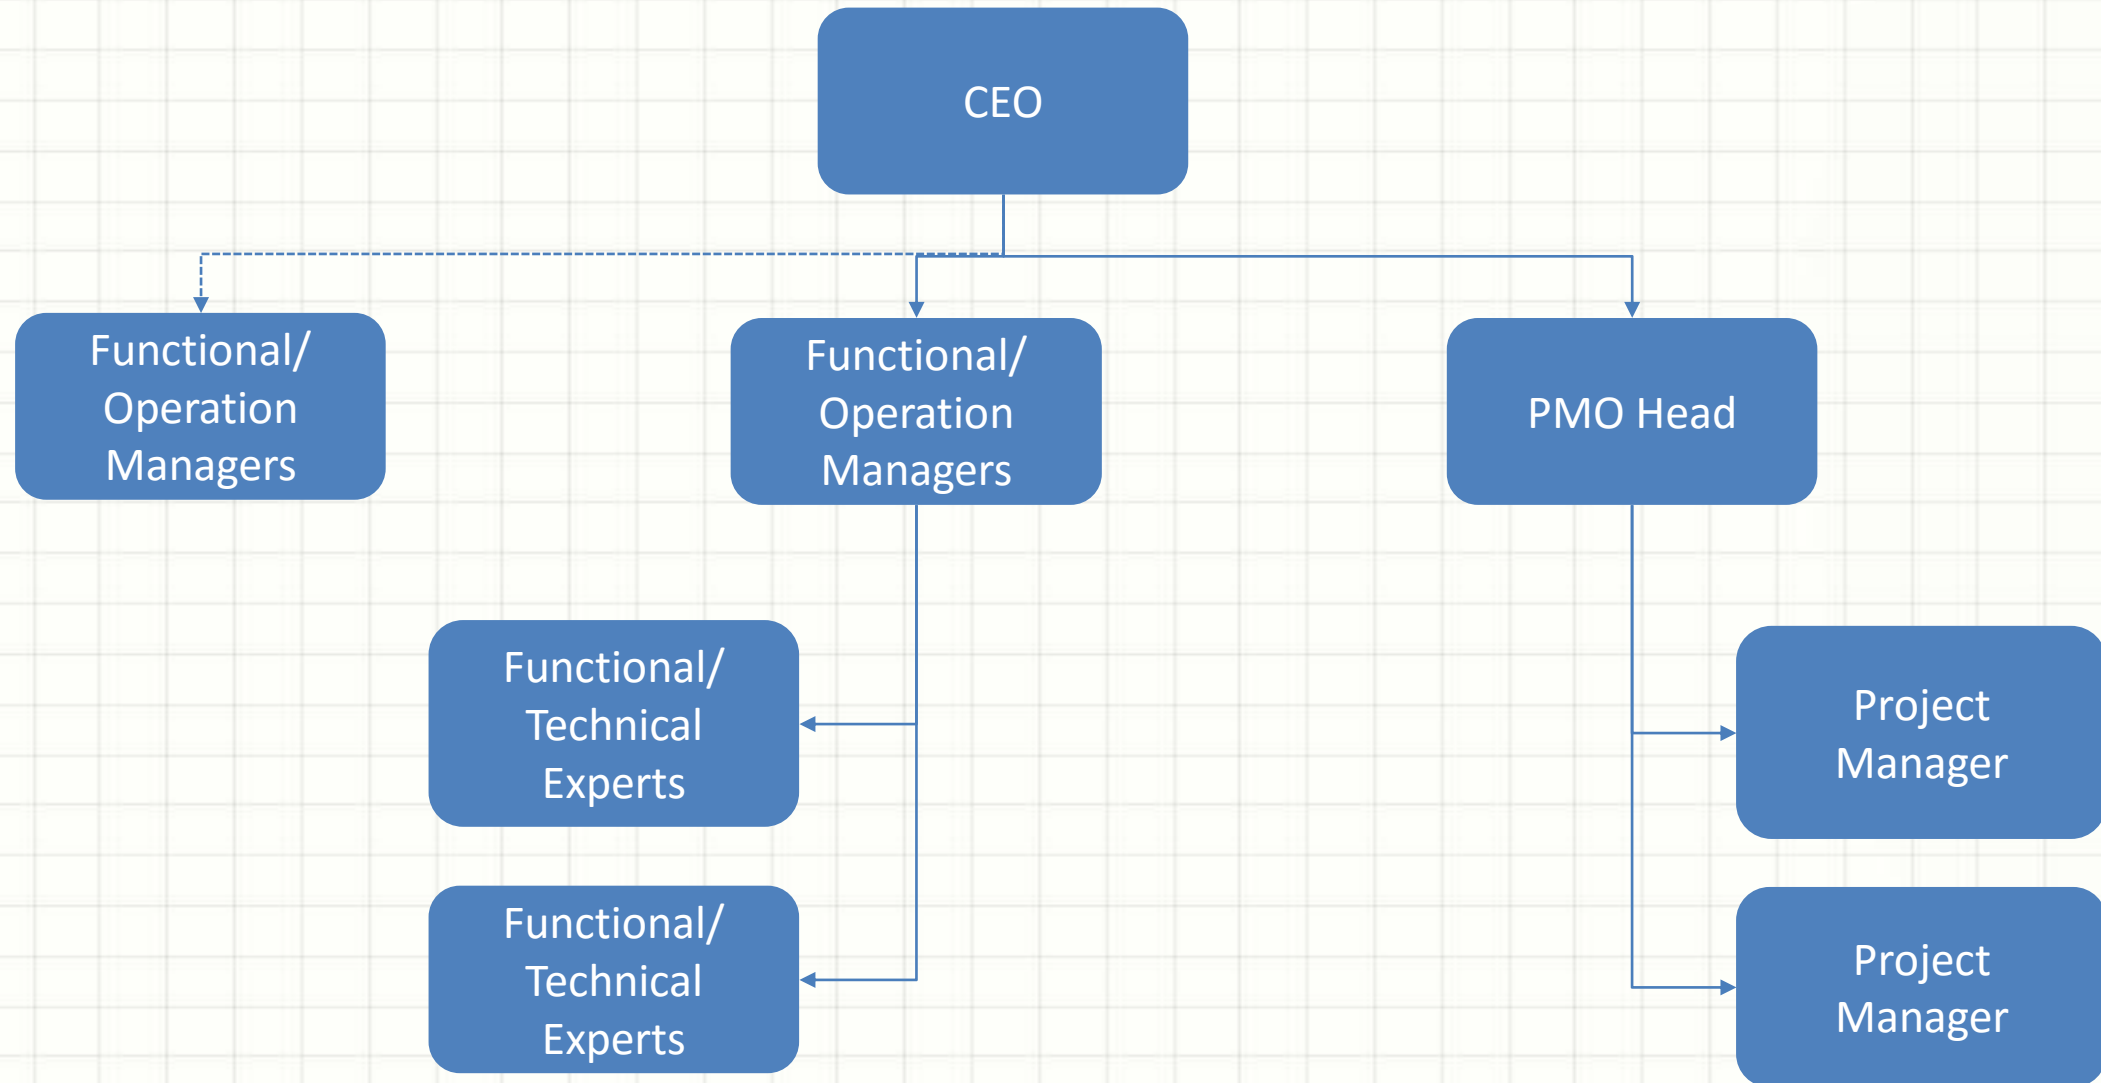 CEO
Functional/
Operation
Managers
Functional/
Operation
Managers
PMO Head
Functional/
Technical
Experts
Project
Manager
Functional/
Technical
Experts
Project
Manager